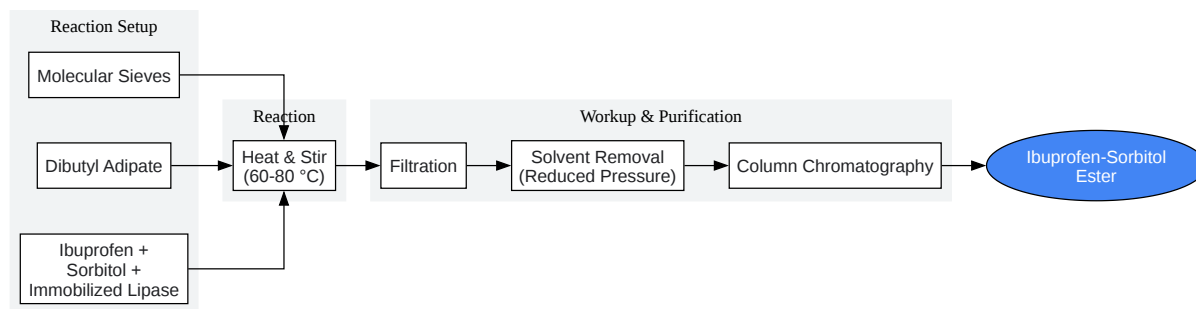 Reaction Setup
Molecular Sieves
Dibutyl Adipate
Ibuprofen +
Sorbitol +
Immobilized Lipase
Reaction
Heat & Stir
(60-80 °C)
Workup & Purification
Filtration
Solvent Removal
(Reduced Pressure)
Column Chromatography
Ibuprofen-Sorbitol
Ester